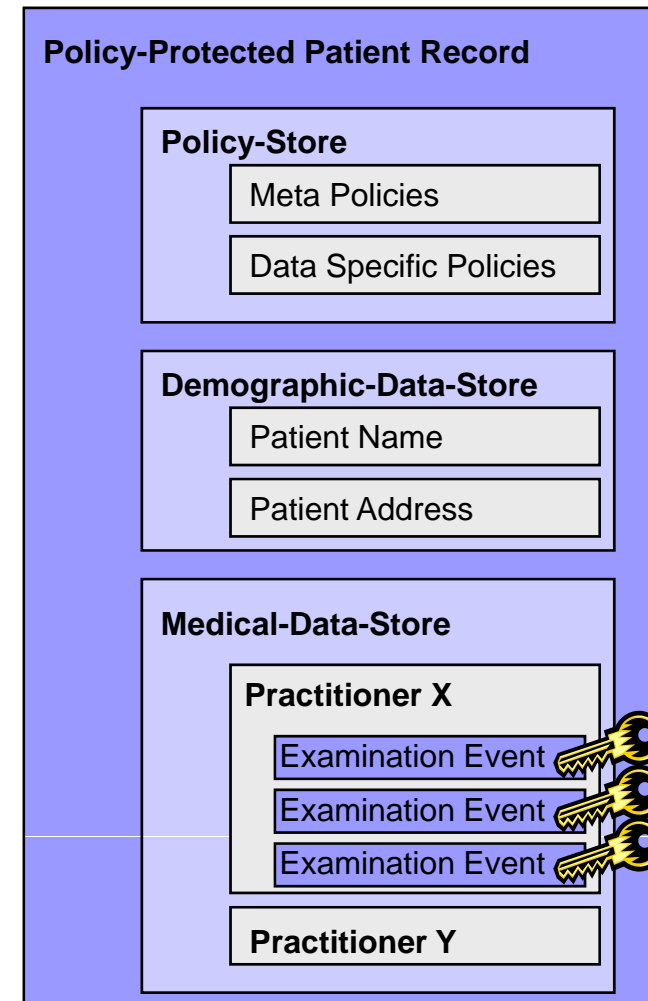 Policy-Protected Patient Record
Policy-Store
Meta Policies
Data Specific Policies
Demographic-Data-Store
Patient Name
Patient Address
Medical-Data-Store
Practitioner X
Examination Event
Examination Event
Examination Event
Practitioner Y